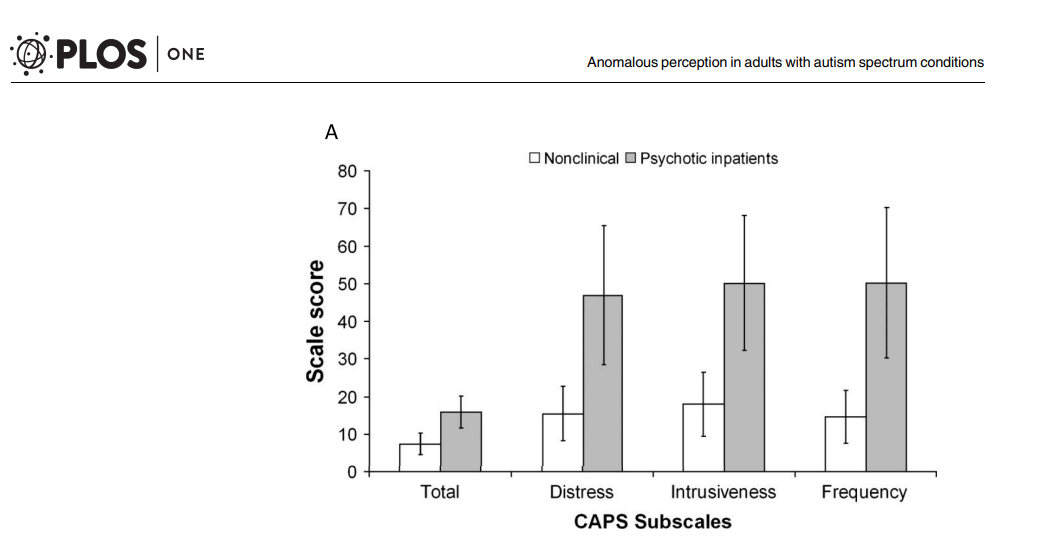 PLOS ONE
Anomalous perception in adults with autism spectrum conditions
A
Nonclinical Psychotic inpatients
80
70
60
50
40
30
20
10
0
Scale score
Total Distress Intrusiveness Frequency
CAPS Subscales